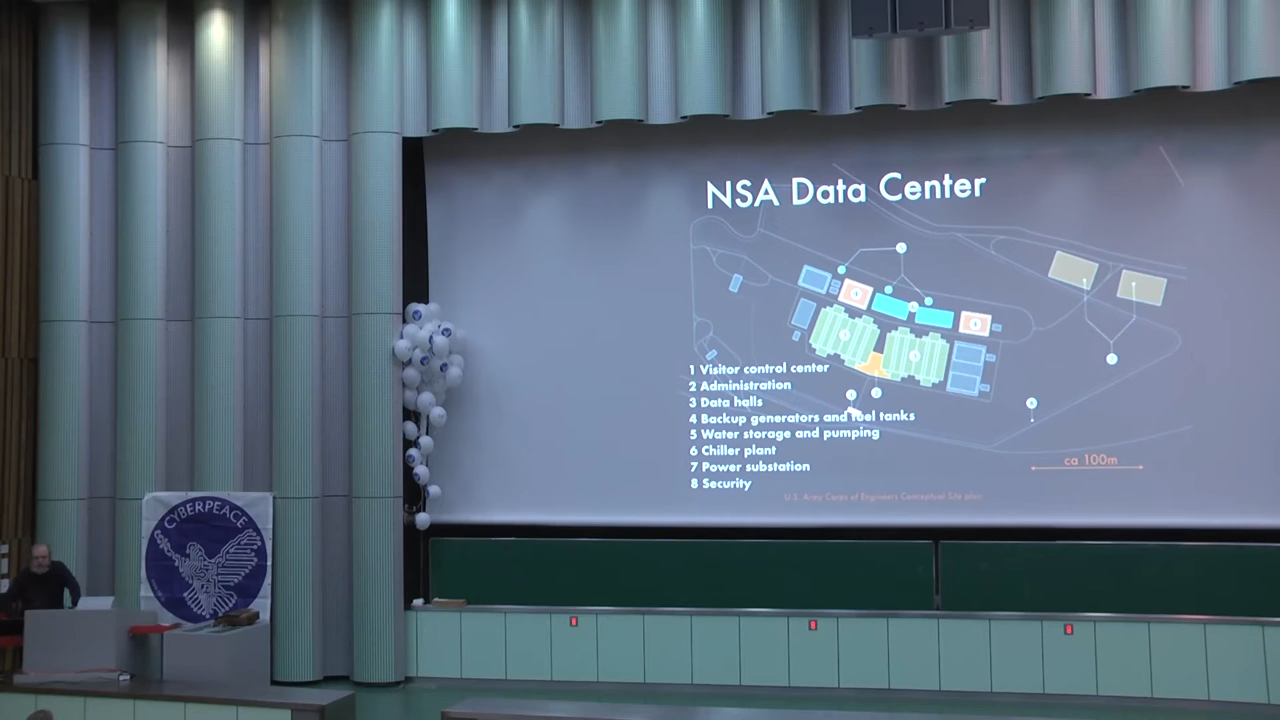 NSA Data Center
1 Visitor control center
2 Administration
3 Data halls
4 Backup generators and fuel tanks
5 Water storage and pumping
6 Chiller plant
7 Power substation
8 Security
ca 100m
U.S. Army Corps of Engineers Conceptual Site plan
CYBERPEACE